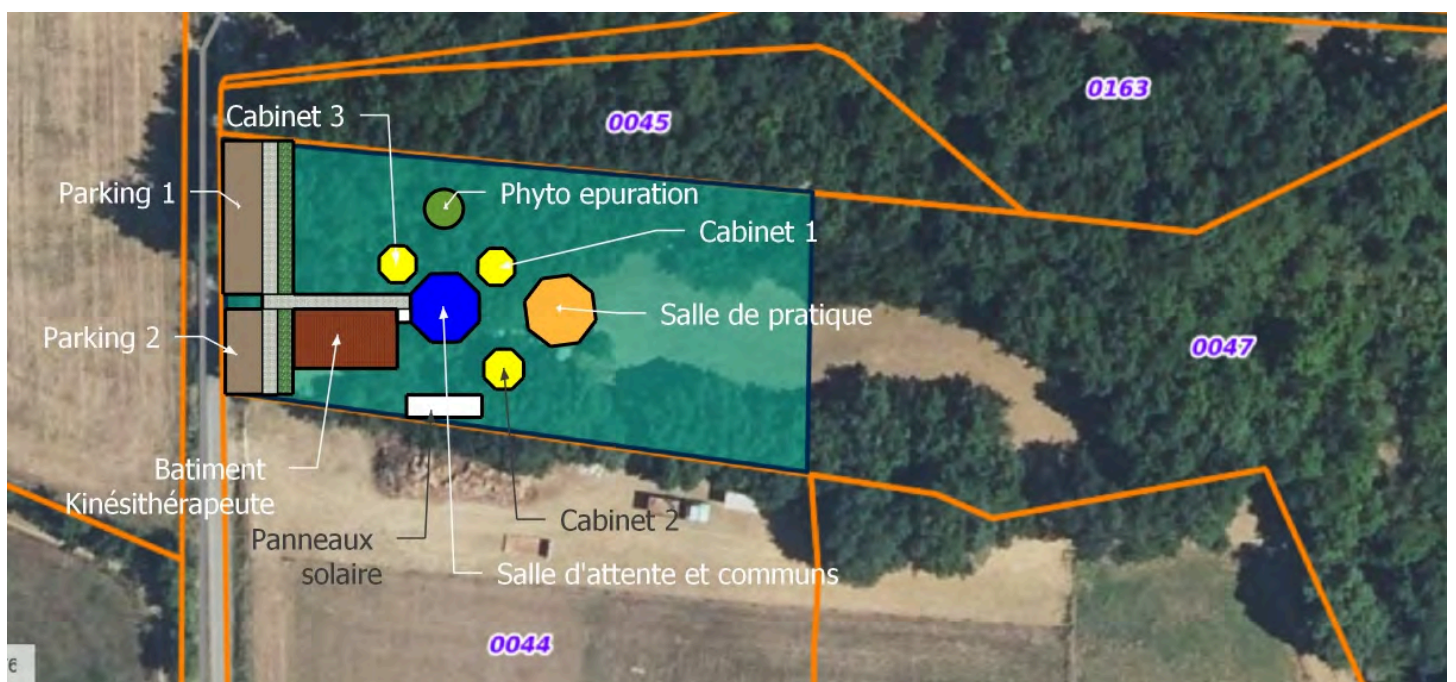 0163
0045
Cabinet 3
Parking 1
Phyto epuration
Cabinet 1
Salle de pratique
Parking 2
0047
Batiment
Kinésithérapeute
Cabinet 2
Panneaux
solaire
Salle d'attente et communs
0044